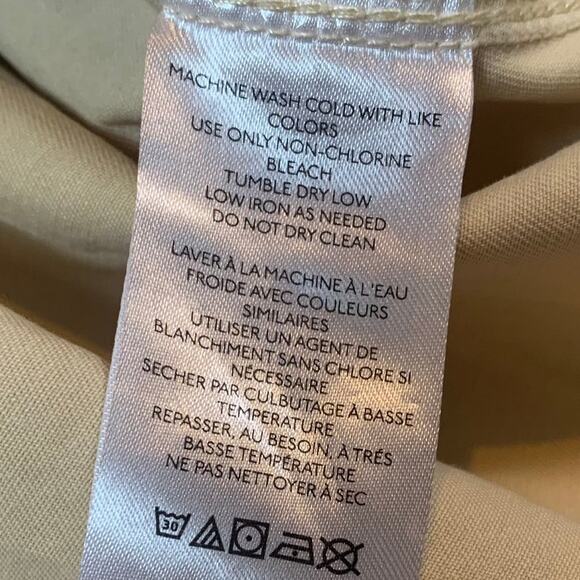 MACHINE WASH COLD WITH LIKE
COLORS
USE ONLY NON-CHLORINE
BLEACH
TUMBLE DRY LOW
LOW IRON AS NEEDED
DO NOT DRY CLEAN
LAVER À LA MACHINE À L'EAU
FROIDE AVEC COULEURS
SIMILAIRES
UTILISER UN AGENT DE
BLANCHIMENT SANS CHLORE SI
NÉCESSAIRE
SECHER PAR CULBUTAGE À BASSE
TEMPERATURE
REPASSER, AU BESOIN, À TRÉS
BASSE TEMPÉRATURE
NE PAS NETTOYER À SEC
30